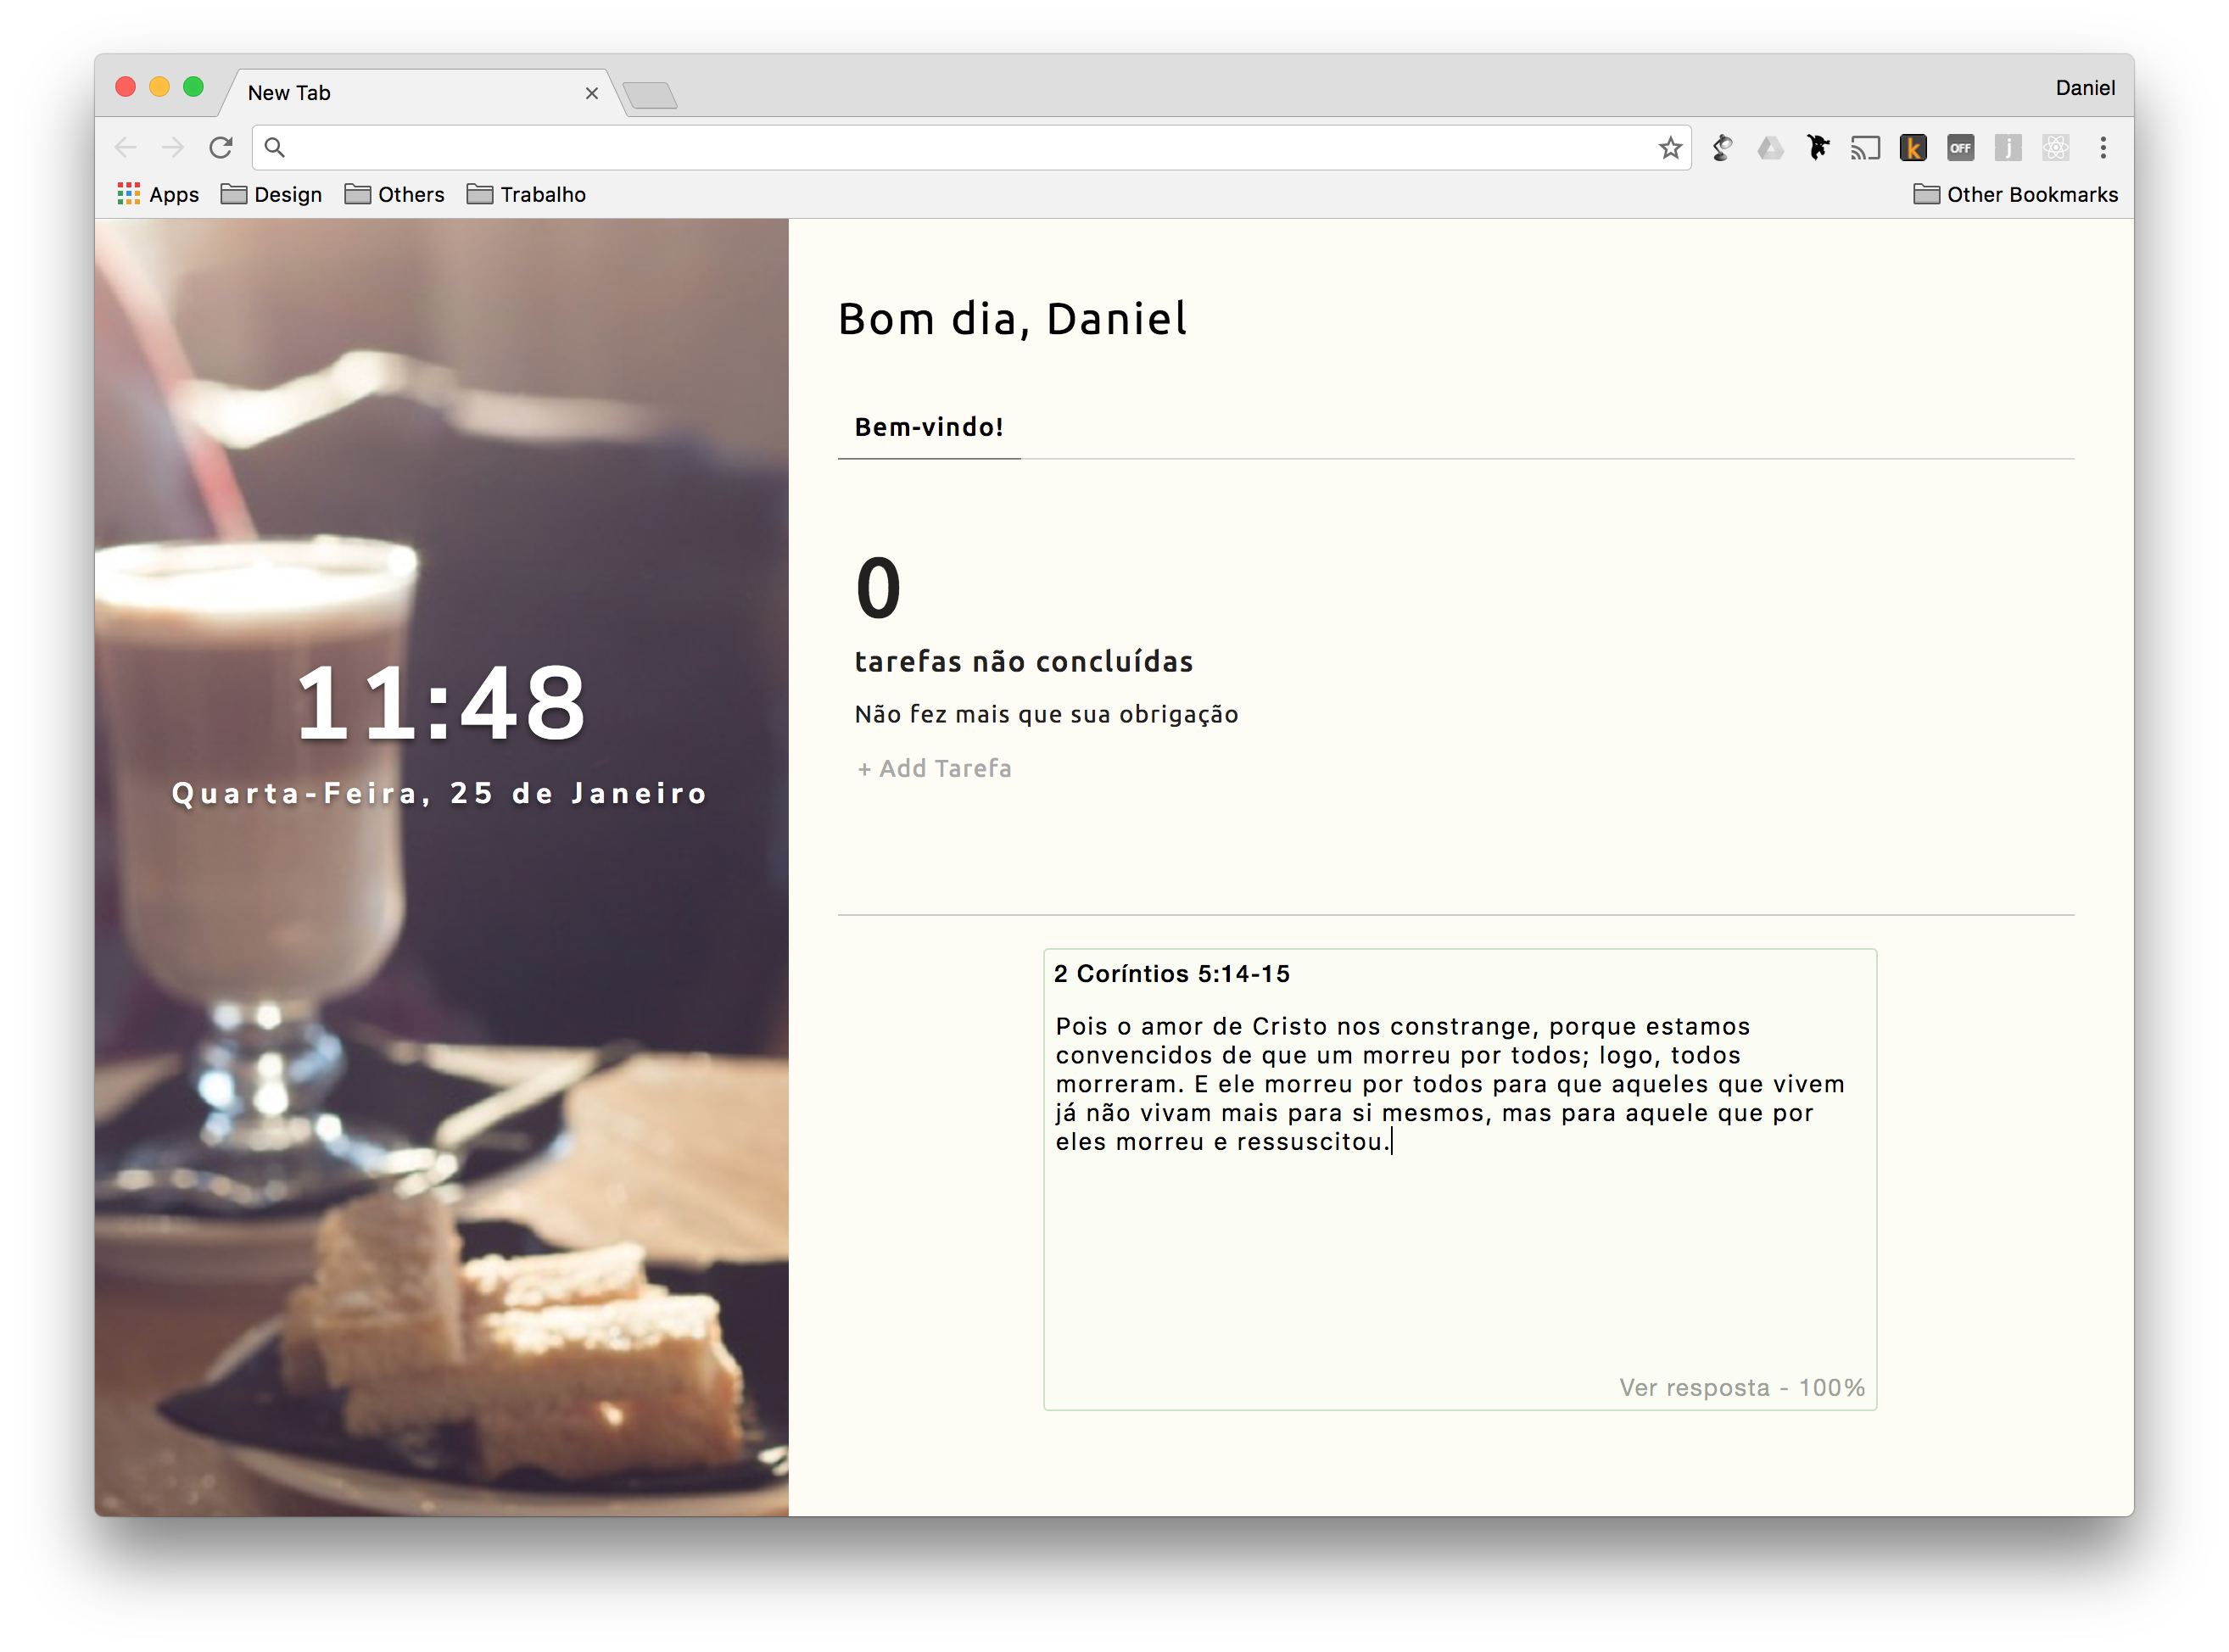 New Tab
Daniel
k
OFF
j
Apps
Design
Others
Trabalho
Other Bookmarks
11:48
Quarta-Feira, 25 de Janeiro
Bom dia, Daniel
Bem-vindo!
0
tarefas não concluídas
Não fez mais que sua obrigação
+ Add Tarefa
2 Coríntios 5:14-15
Pois o amor de Cristo nos constrange, porque estamos
convencidos de que um morreu por todos; logo, todos
morreram. E ele morreu por todos para que aqueles que vivem
já não vivam mais para si mesmos, mas para aquele que por
eles morreu e ressuscitou.
Ver resposta - 100%